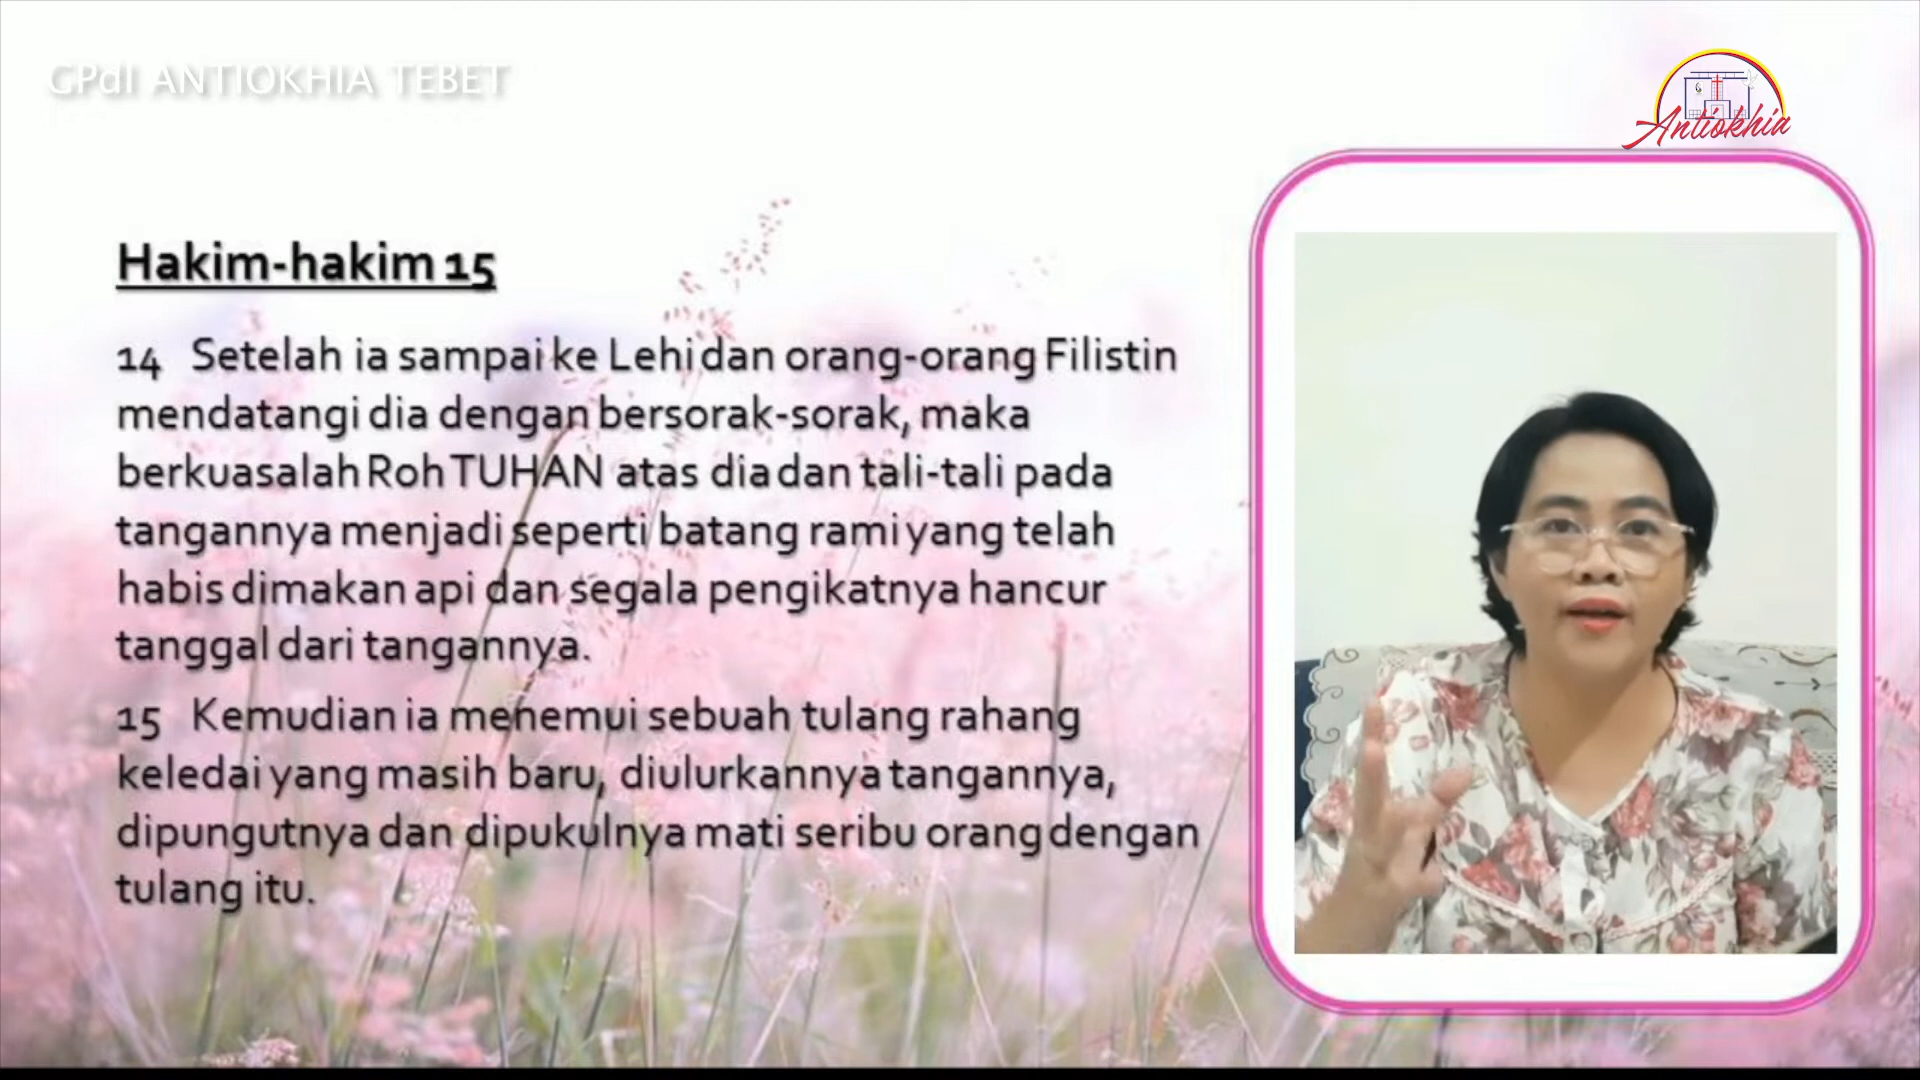 GPdI ANTIOKHIA TEBET
Antiokhia
Hakim-hakim 15
14 Setelah ia sampai ke Lehi dan orang-orang Filistin
mendatangi dia dengan bersorak-sorak, maka
berkuasalah Roh TUHAN atas dia dan tali-tali pada
tangannya menjadi seperti batang rami yang telah
habis dimakan api dan segala pengikatnya hancur
tanggal dari tangannya.
15 Kemudian ia menemui sebuah tulang rahang
keledai yang masih baru, diulurkannya tangannya,
dipungutnya dan dipukulnya mati seribu orang dengan
tulang itu.